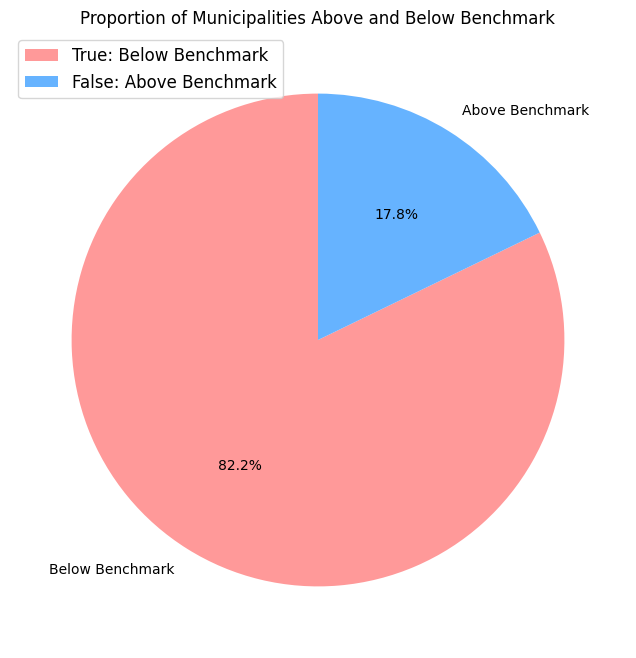 Proportion of Municipalities Above and Below Benchmark
True: Below Benchmark
False: Above Benchmark
Above Benchmark
17.8%
82.2%
Below Benchmark